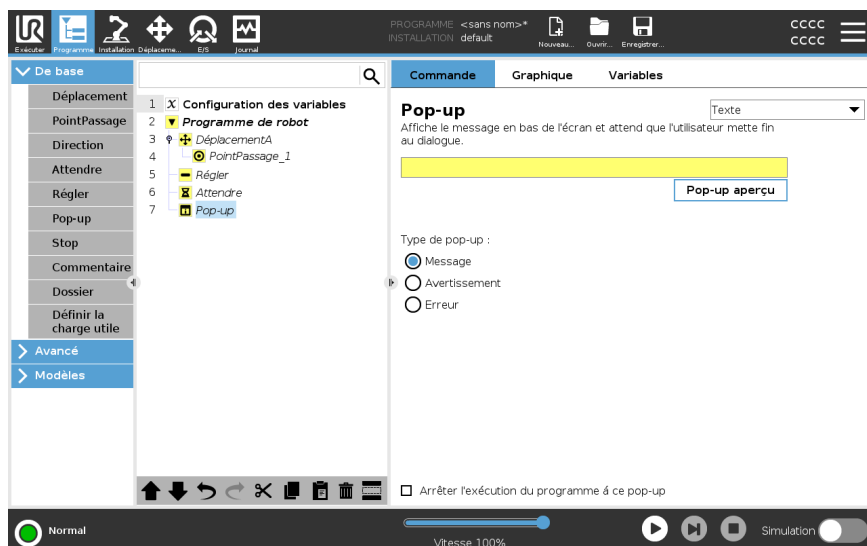 PROGRAMME <sans nom>*
INSTALLATION default
Exécuter
Programme
Installation
Déplaceme...
E/S
Journal
Nouveau...
Ouvrir...
Enregistrer...
cccc
cccc
De base
Déplacement
PointPassage
Direction
Attendre
Régler
Pop-up
Stop
Commentaire
Dossier
Définir la
charge utile
Avancé
Modèles
1 X Configuration des variables
2 Programme de robot
3 DéplacementA
4 PointPassage_1
5 Régler
6 Attendre
7 Pop-up
Commande
Graphique
Variables
Pop-up
Texte
Affiche le message en bas de l'écran et attend que l'utilisateur mette fin
au dialogue.
Pop-up aperçu
Type de pop-up :
Message
Avertissement
Erreur
Arrêter l'exécution du programme á ce pop-up
Normal
Vitesse 100%
Simulation